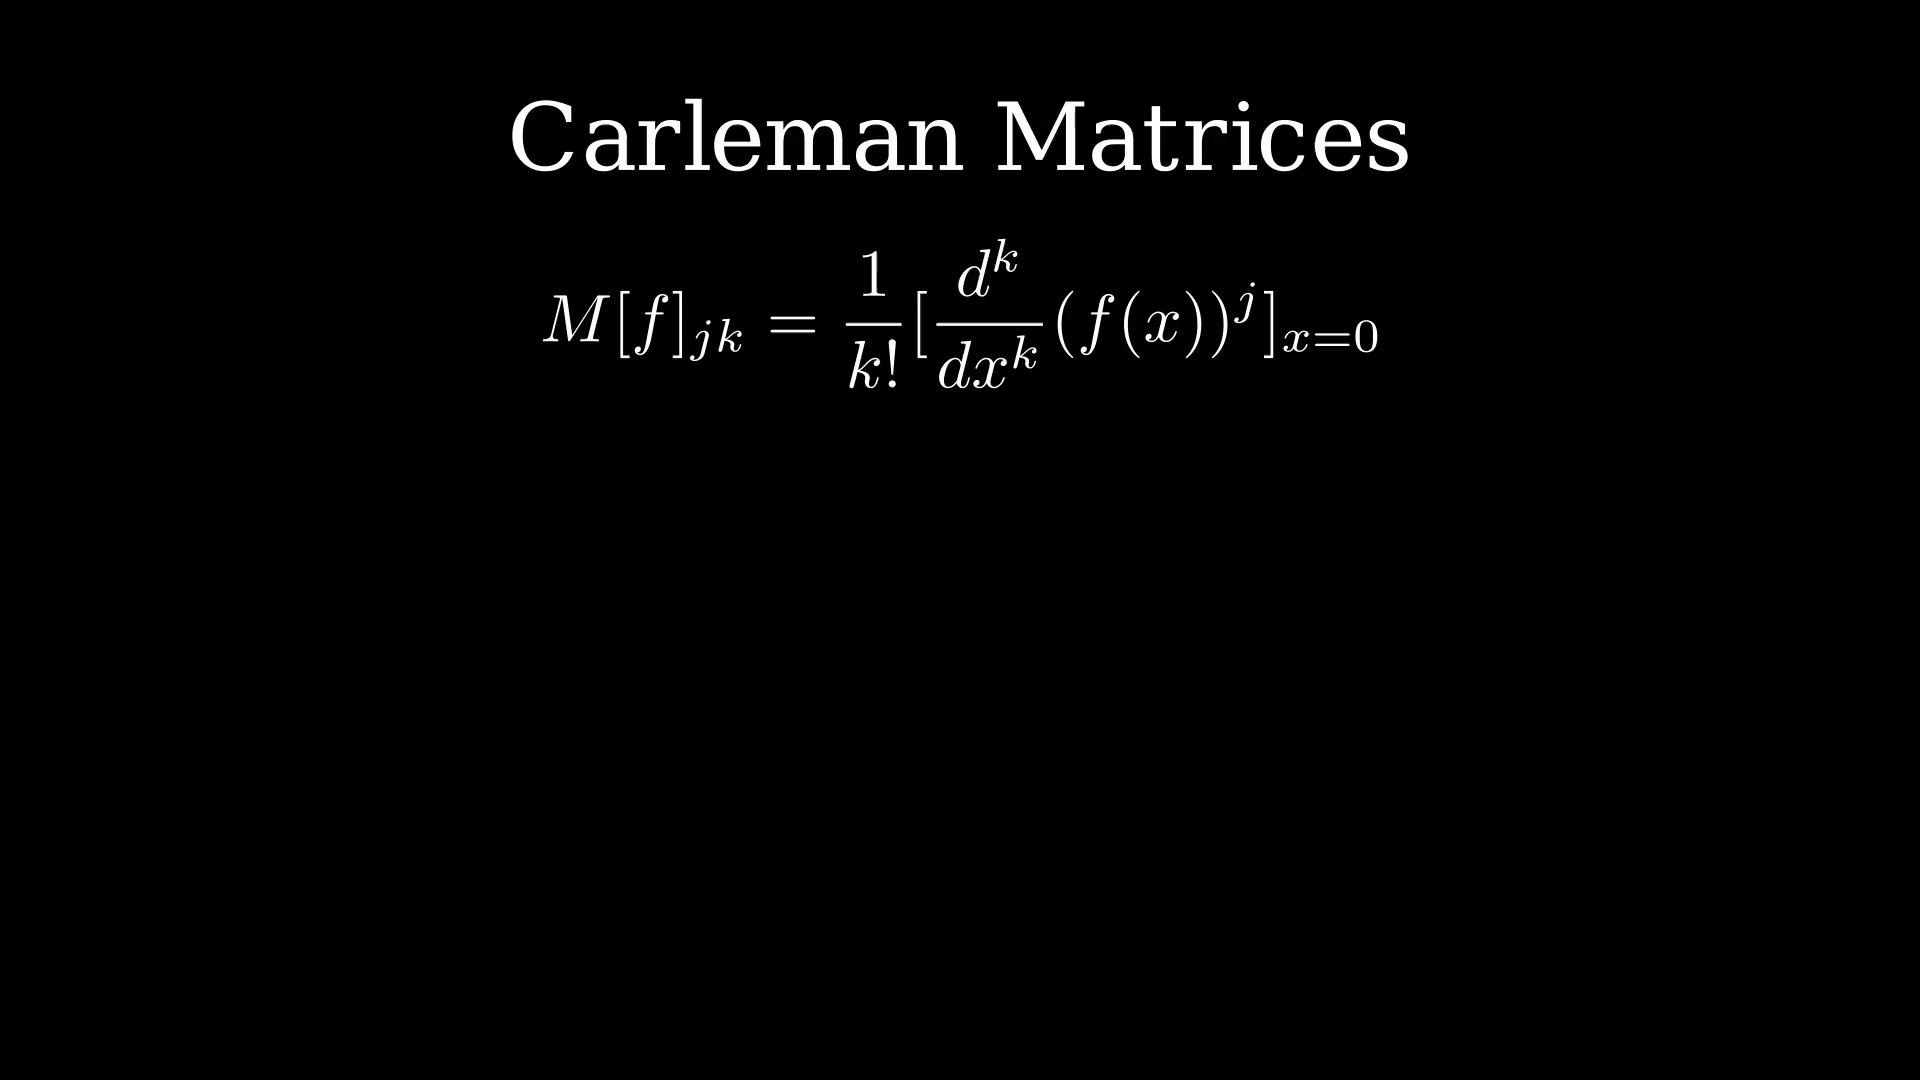 Carleman Matrices
$M[f]_{jk} = \frac{1}{k!}[\frac{d^k}{dx^k}(f(x))^j]_{x=0}$